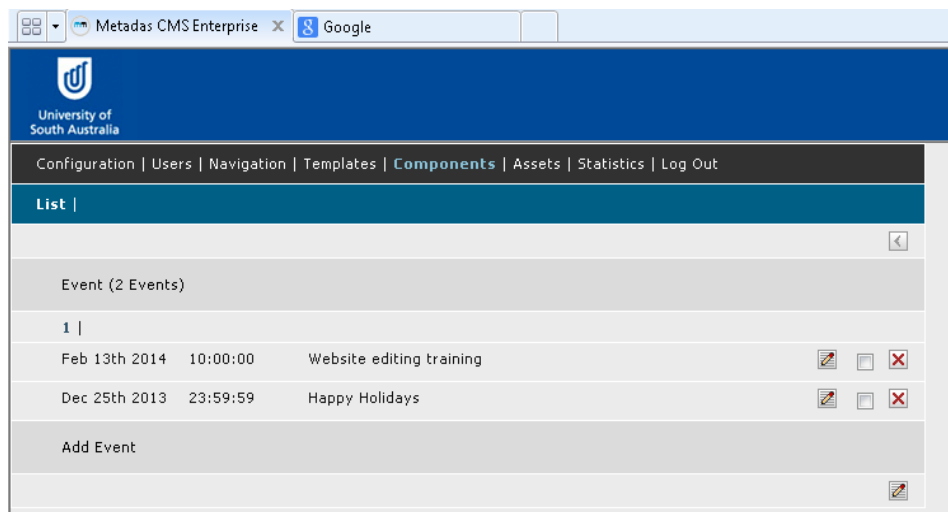 Metadas CMS Enterprise
Google
University of
South Australia
Configuration | Users | Navigation | Templates | Components | Assets | Statistics | Log Out
List |
Event (2 Events)
1 |
Feb 13th 2014 10:00:00 Website editing training
Dec 25th 2013 23:59:59 Happy Holidays
Add Event